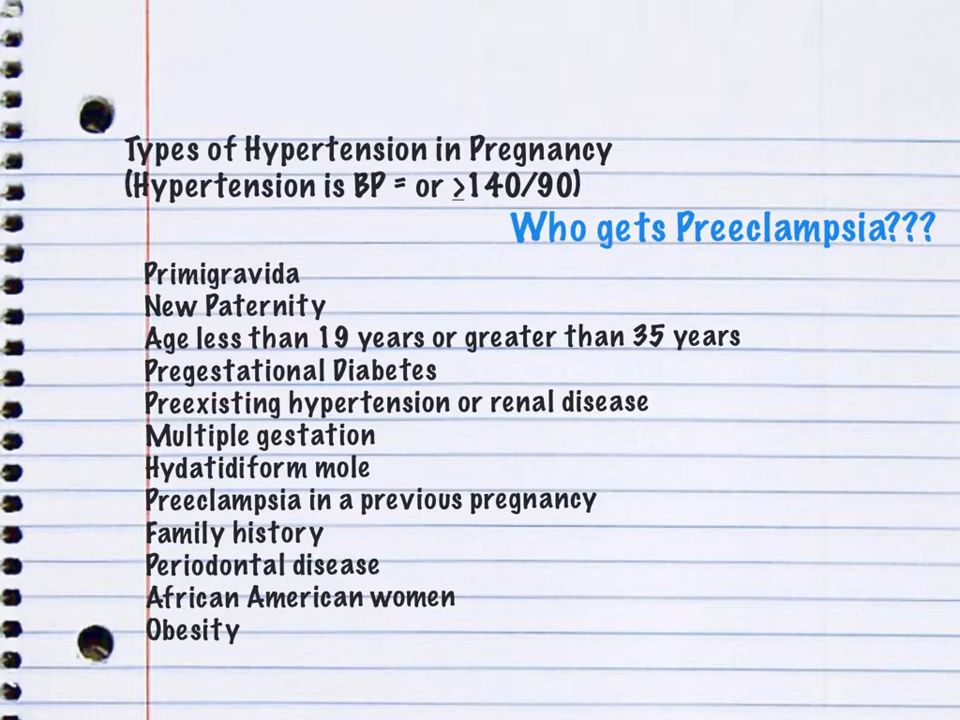 Types of Hypertension in Pregnancy
(Hypertension is BP = or ≥140/90)
Who gets Preeclampsia???
Primigravida
New Paternity
Age less than 19 years or greater than 35 years
Pregestational Diabetes
Preexisting hypertension or renal disease
Multiple gestation
Hydatidiform mole
Preeclampsia in a previous pregnancy
Family history
Periodontal disease
African American women
Obesity